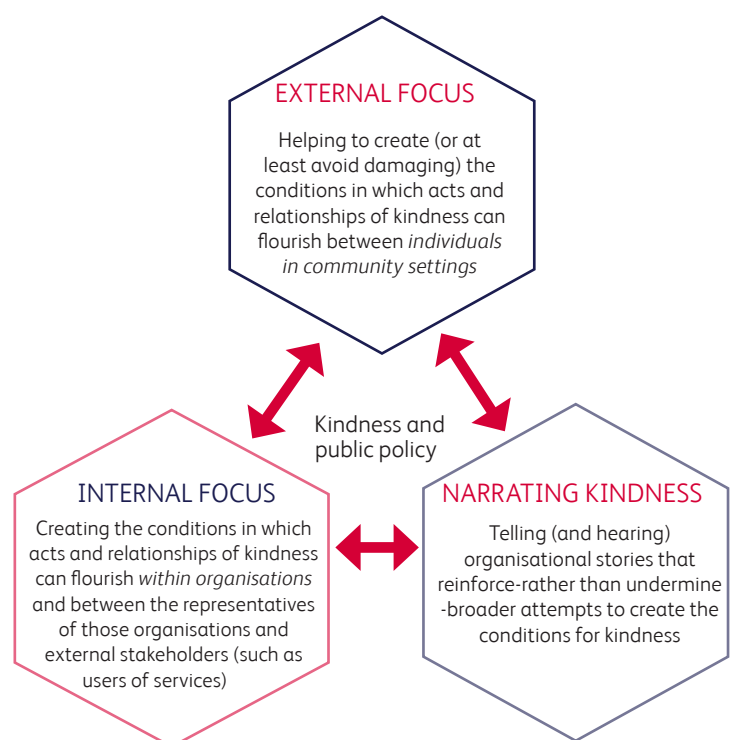 EXTERNAL FOCUS
Helping to create (or at
least avoid damaging) the
conditions in which acts and
relationships of kindness can
flourish between individuals
in community settings
Kindness and
public policy
INTERNAL FOCUS
Creating the conditions in which
acts and relationships of kindness
can flourish within organisations
and between the representatives
of those organisations and
external stakeholders (such as
users of services)
NARRATING KINDNESS
Telling (and hearing)
organisational stories that
reinforce-rather than undermine
-broader attempts to create the
conditions for kindness